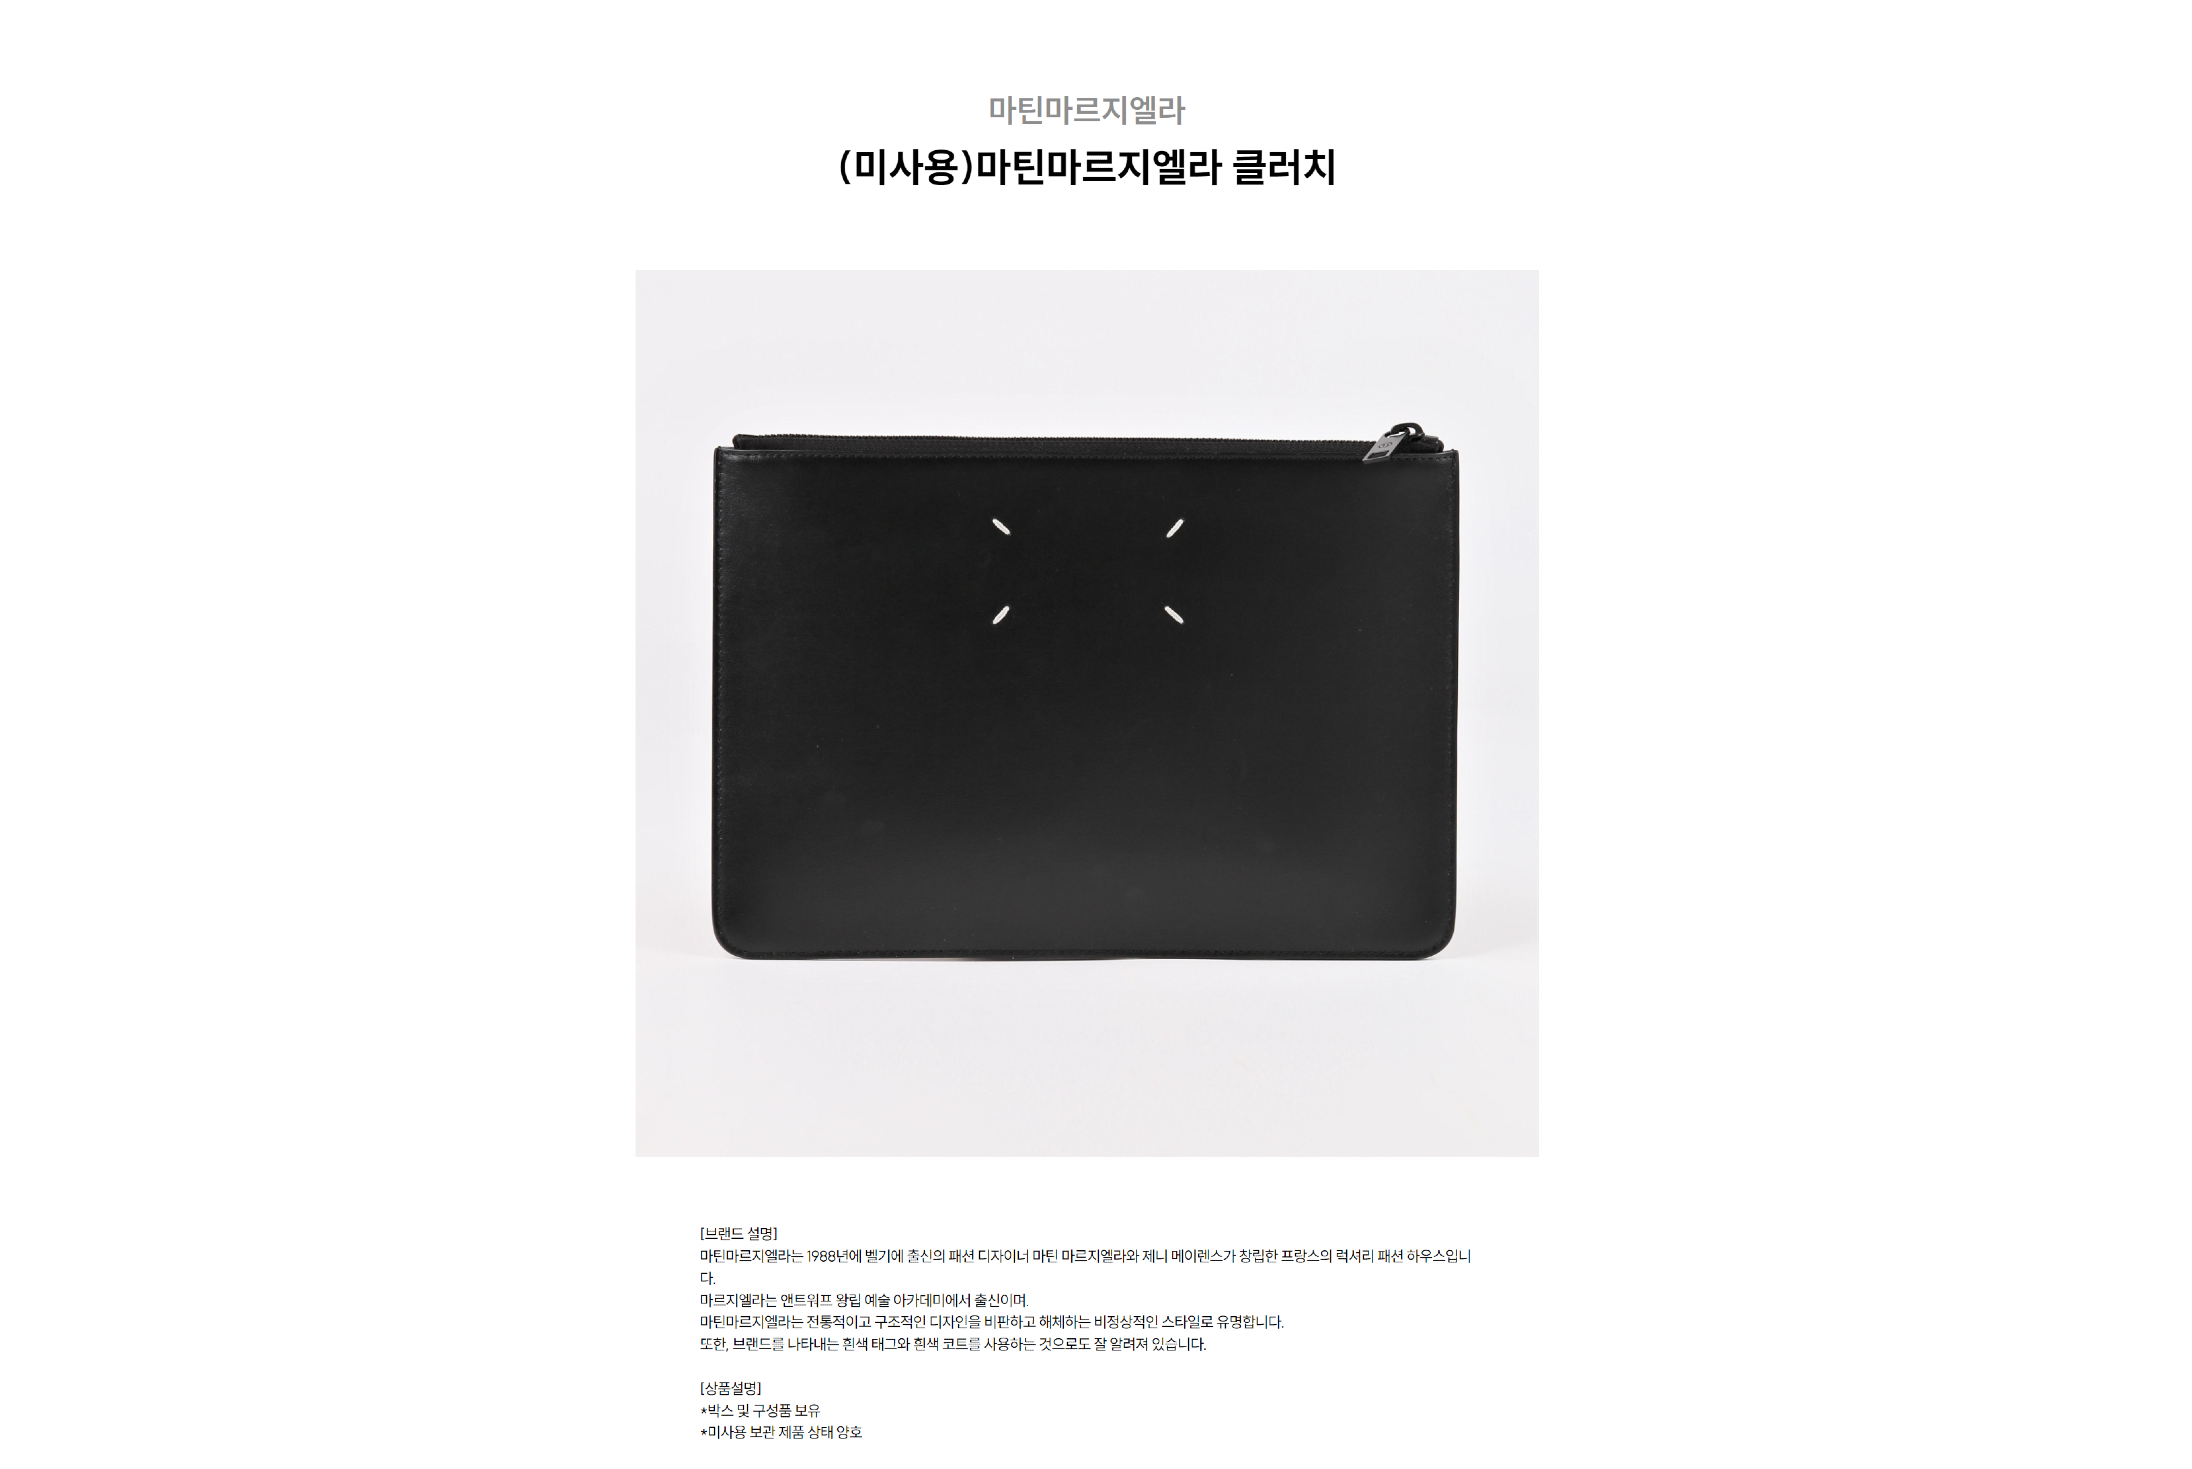 마틴마르지엘라
(미사용)마틴마르지엘라 클러치
[브랜드 설명]
마틴마르지엘라는 1988년에 벨기에 출신의 패션 디자이너 마틴 마르지엘라와 제니 메이렌스가 창립한 프랑스의 럭셔리 패션 하우스입니
다.
마르지엘라는 앤트워프 왕립 예술 아카데미에서 출신이며.
마틴마르지엘라는 전통적이고 구조적인 디자인을 비판하고 해체하는 비정상적인 스타일로 유명합니다.
또한, 브랜드를 나타내는 흰색 태그와 흰색 코트를 사용하는 것으로도 잘 알려져 있습니다.
[상품설명]
*박스 및 구성품 보유
*미사용 보관 제품 상태 양호